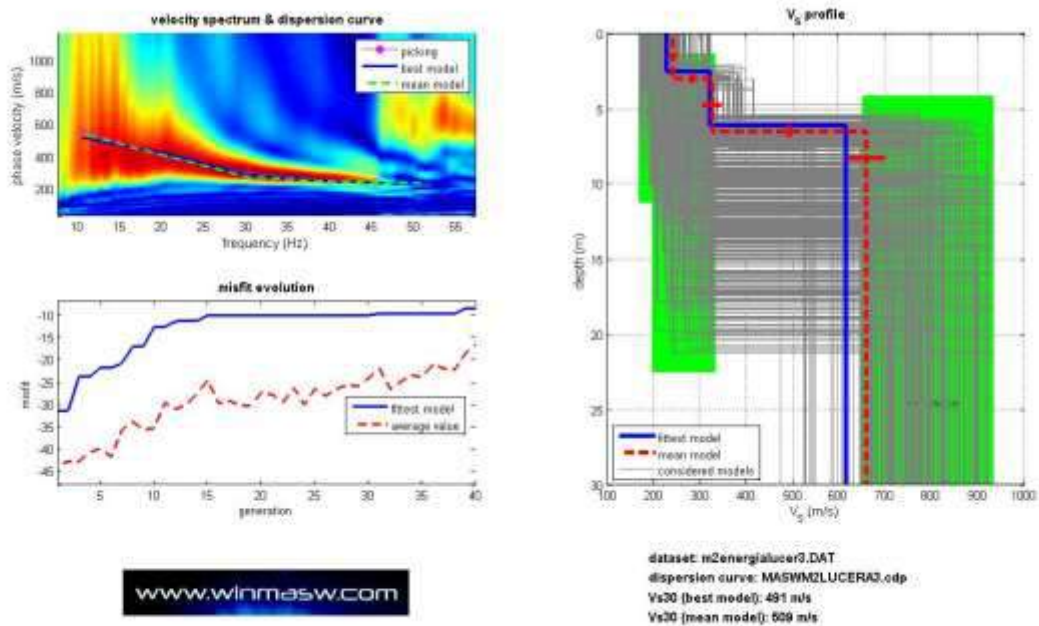 velocity spectrum & dispersion curve
1000
800
600
400
200
phase velocity (m/s)
picking
best model
mean model
10 15 20 25 30 35 40 45 50 55
frequency (Hz)
misfit evolution
-10
-15
-20
-25
-30
-35
-40
-45
misfit
fittest model
average value
5 10 15 20 25 30 35 40
generation
www.winmasw.com
VS profile
0
5
10
15
20
25
30
depth (m)
fittest model
mean model
considered models
100 200 300 400 500 600 700 800 900 1000
VS (m/s)
dataset: m2energialucer3.DAT
dispersion curve: MASWM2LUCERA3.cdp
Vs30 (best model): 491 m/s
Vs30 (mean model): 509 m/s